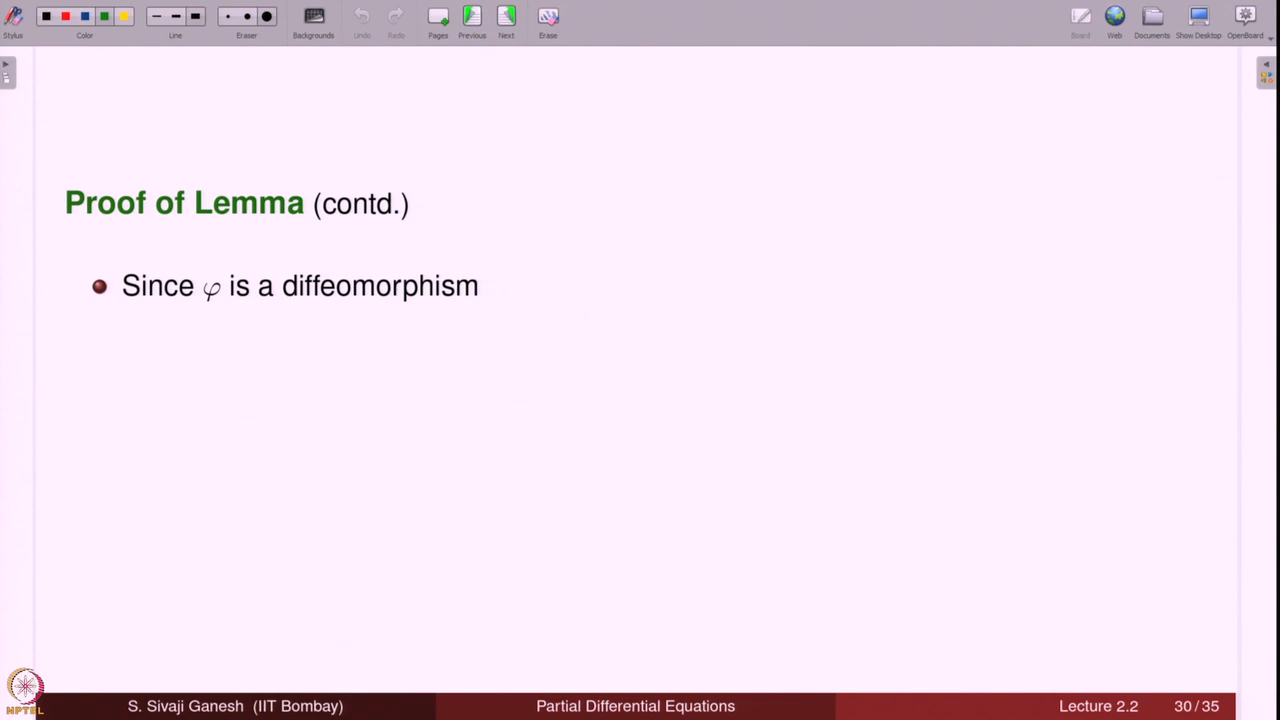 Stylus Color Line Eraser Backgrounds Undo Redo Pages Previous Next Erase Board Web Documents Show Desktop OpenBoard
Proof of Lemma (contd.)
Since φ is a diffeomorphism
NPTEL
S. Sivaji Ganesh (IIT Bombay) Partial Differential Equations Lecture 2.2 30/35